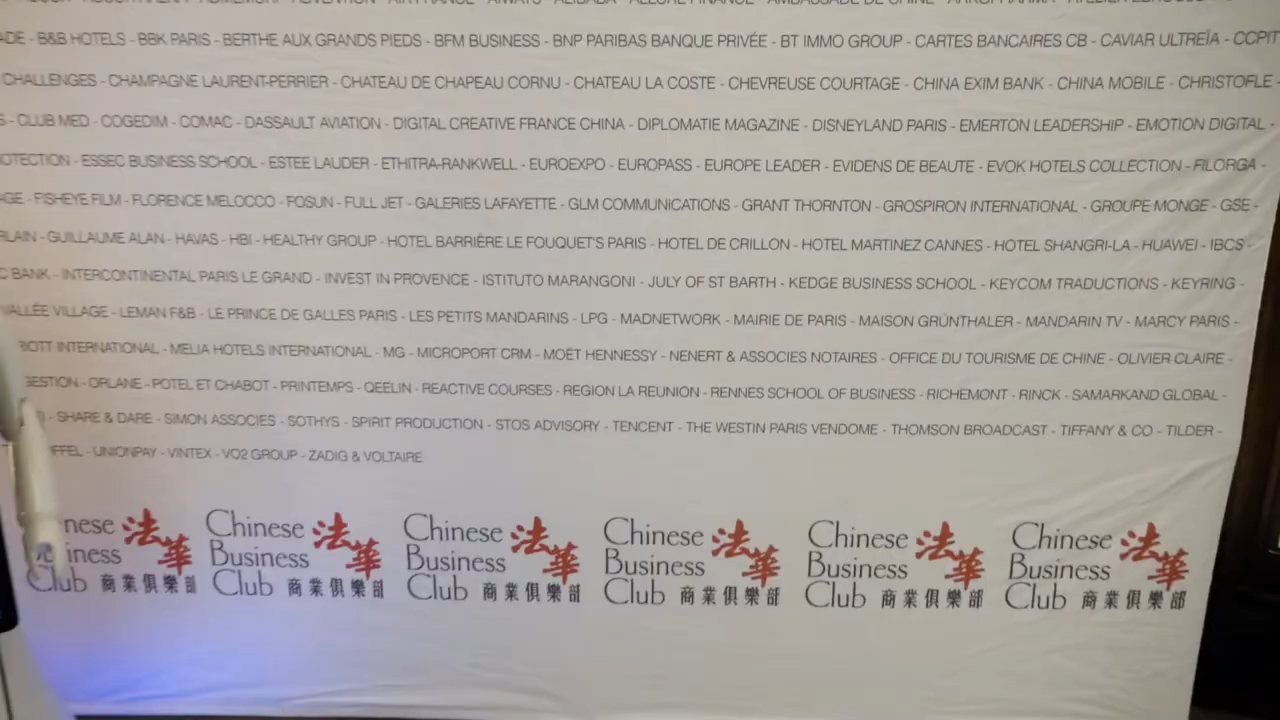 ADE - B&B HOTELS - BBK PARIS - BERTHE AUX GRANDS PIEDS - BFM BUSINESS - BNP PARIBAS BANQUE PRIVÉE - BT IMMO GROUP - CARTES BANCAIRES CB - CAVIAR ULTREÏA - CCPIT
CHALLENGES - CHAMPAGNE LAURENT-PERRIER - CHATEAU DE CHAPEAU CORNU - CHATEAU LA COSTE - CHEVREUSE COURTAGE - CHINA EXIM BANK - CHINA MOBILE - CHRISTOFLE -
S - CLUB MED - COGEDIM - COMAC - DASSAULT AVIATION - DIGITAL CREATIVE FRANCE CHINA - DIPLOMATIE MAGAZINE - DISNEYLAND PARIS - EMERTON LEADERSHIP - EMOTION DIGITAL -
OTECTION - ESSEC BUSINESS SCHOOL - ESTEE LAUDER - ETHITRA-RANKWELL - EUROEXPO - EUROPASS - EUROPE LEADER - EVIDENS DE BEAUTE - EVOK HOTELS COLLECTION - FILORGA -
AGE - FISHEYE FILM - FLORENCE MELOCCO - FOSUN - FULL JET - GALERIES LAFAYETTE - GLM COMMUNICATIONS - GRANT THORNTON - GROSPIRON INTERNATIONAL - GROUPE MONGE - GSE -
RLAIN - GUILLAUME ALAN - HAVAS - HBI - HEALTHY GROUP - HOTEL BARRIÈRE LE FOUQUET'S PARIS - HOTEL DE CRILLON - HOTEL MARTINEZ CANNES - HOTEL SHANGRI-LA - HUAWEI - IBCS -
C BANK - INTERCONTINENTAL PARIS LE GRAND - INVEST IN PROVENCE - ISTITUTO MARANGONI - JULY OF ST BARTH - KEDGE BUSINESS SCHOOL - KEYCOM TRADUCTIONS - KEYRING -
VALLÉE VILLAGE - LEMAN F&B - LE PRINCE DE GALLES PARIS - LES PETITS MANDARINS - LPG - MADNETWORK - MAIRIE DE PARIS - MAISON GRÜNTHALER - MANDARIN TV - MARCY PARIS -
RIOTT INTERNATIONAL - MELIA HOTELS INTERNATIONAL - MG - MICROPORT CRM - MOËT HENNESSY - NENERT & ASSOCIES NOTAIRES - OFFICE DU TOURISME DE CHINE - OLIVIER CLAIRE -
GESTION - ORLANE - POTEL ET CHABOT - PRINTEMPS - QEELIN - REACTIVE COURSES - REGION LA REUNION - RENNES SCHOOL OF BUSINESS - RICHEMONT - RINCK - SAMARKAND GLOBAL -
- SHARE & DARE - SIMON ASSOCIES - SOTHYS - SPIRIT PRODUCTION - STOS ADVISORY - TENCENT - THE WESTIN PARIS VENDOME - THOMSON BROADCAST - TIFFANY & CO - TILDER -
IFFEL - UNIONPAY - VINTEX - VO2 GROUP - ZADIG & VOLTAIRE
nese 法華
iness
Club 商業俱樂部
Chinese 法華
Business
Club 商業俱樂部
Chinese 法華
Business
Club 商業俱樂部
Chinese 法華
Business
Club 商業俱樂部
Chinese 法華
Business
Club 商業俱樂部
Chinese 法華
Business
Club 商業俱樂部